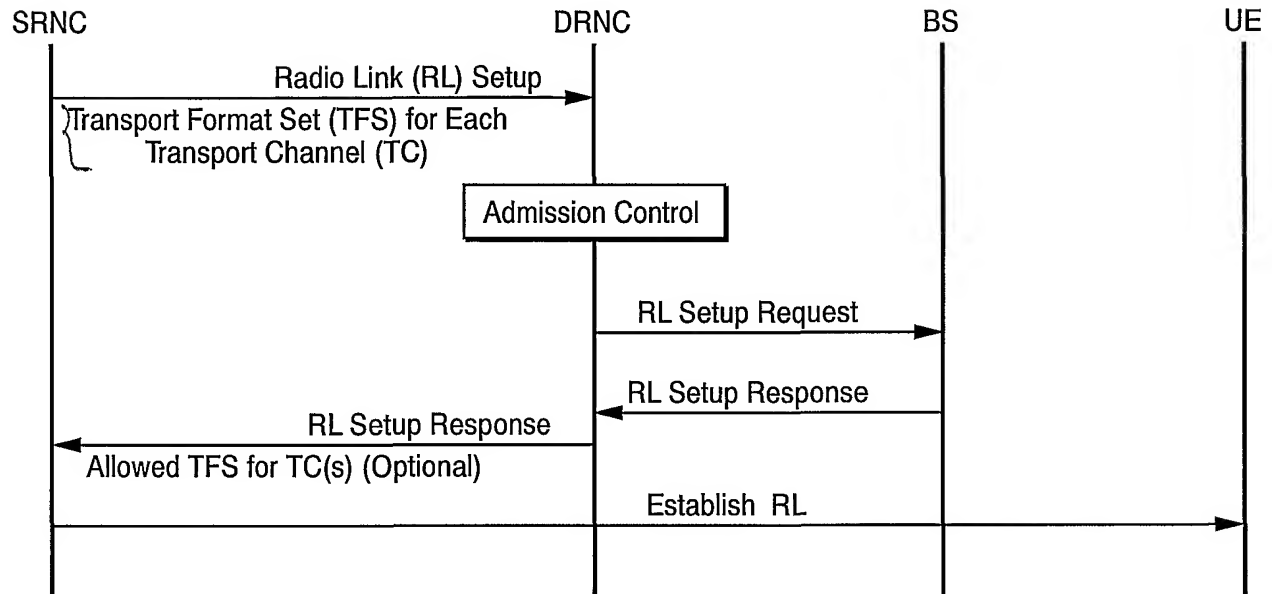 SRNC DRNC BS UE
Radio Link (RL) Setup
Transport Format Set (TFS) for Each
Transport Channel (TC)
Admission Control
RL Setup Request
RL Setup Response
RL Setup Response
Allowed TFS for TC(s) (Optional)
Establish RL